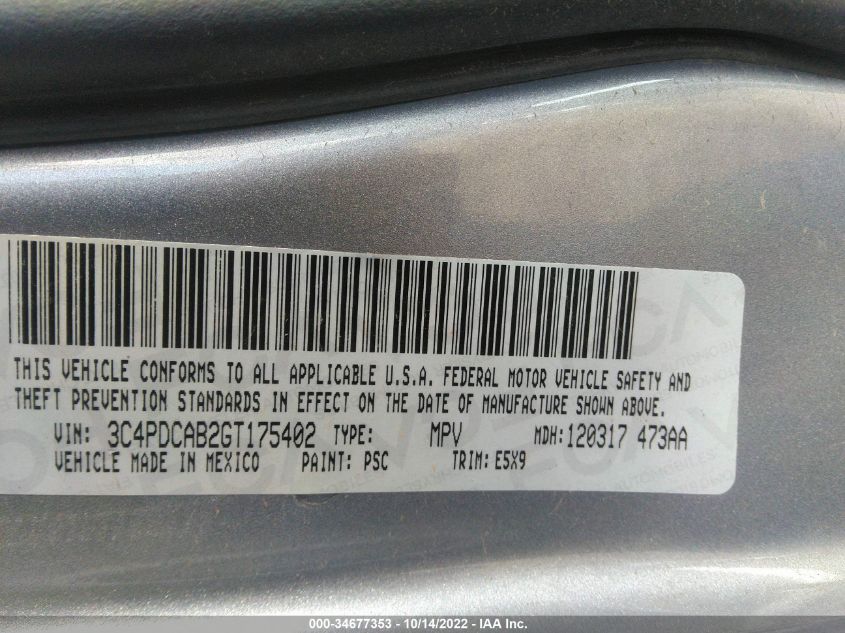 THIS VEHICLE CONFORMS TO ALL APPLICABLE U.S.A. FEDERAL MOTOR VEHICLE SAFETY AND
THEFT PREVENTION STANDARDS IN EFFECT ON THE DATE OF MANUFACTURE SHOWN ABOVE.
VIN: 3C4PDCAB2GT175402 TYPE: MPV MDH:120317 473AA
VEHICLE MADE IN MEXICO PAINT: PSC TRIM:E5X9
000-34677353 - 10/14/2022 - IAA Inc.